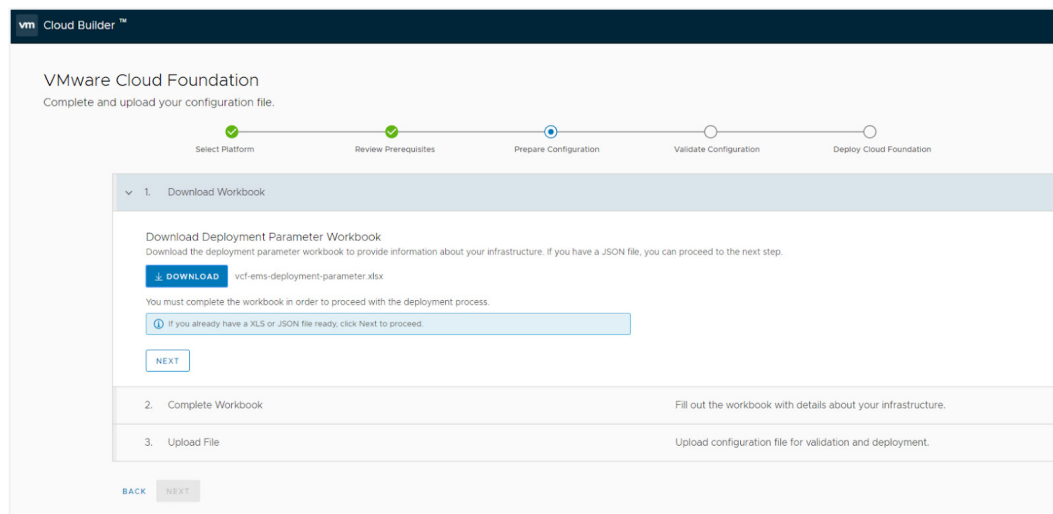 vm Cloud Builder ™
VMware Cloud Foundation
Complete and upload your configuration file.
Select Platform
Review Prerequisites
Prepare Configuration
Validate Configuration
Deploy Cloud Foundation
1. Download Workbook
Download Deployment Parameter Workbook
Download the deployment parameter workbook to provide information about your infrastructure. If you have a JSON file, you can proceed to the next step.
DOWNLOAD vcf-ems-deployment-parameter.xlsx
You must complete the workbook in order to proceed with the deployment process.
If you already have a XLS or JSON file ready, click Next to proceed.
NEXT
2. Complete Workbook Fill out the workbook with details about your infrastructure.
3. Upload File Upload configuration file for validation and deployment.
BACK NEXT